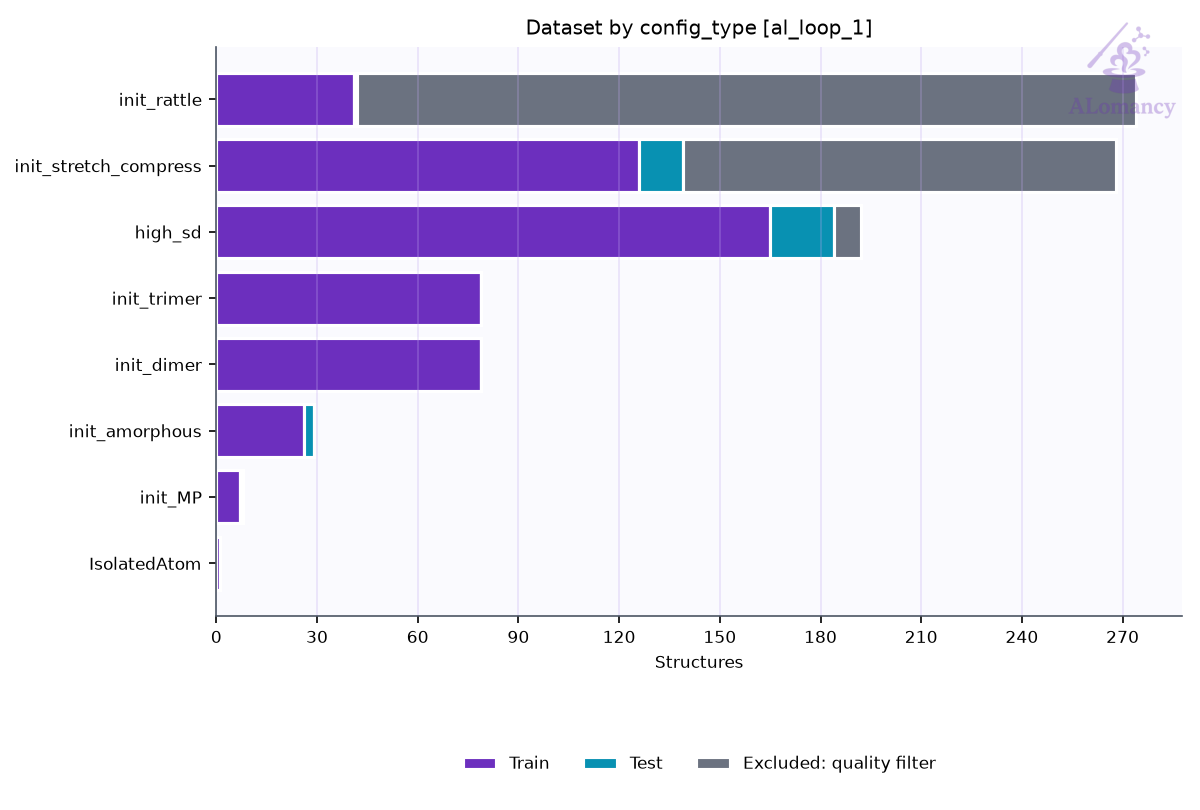 Dataset by config_type [al_loop_1]
ALomancy
init_rattle
init_stretch_compress
high_sd
init_trimer
init_dimer
init_amorphous
init_MP
IsolatedAtom
0 30 60 90 120 150 180 210 240 270
Structures
Train Test Excluded: quality filter